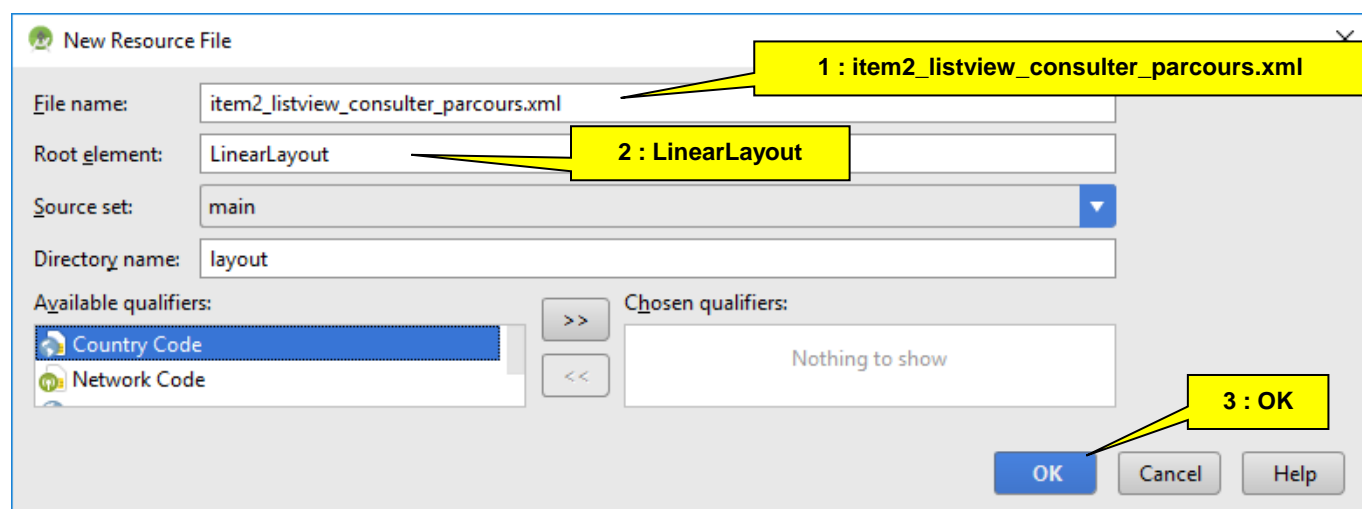 New Resource File
1 : item2_listview_consulter_parcours.xml
File name:
item2_listview_consulter_parcours.xml
Root element:
LinearLayout
2 : LinearLayout
Source set:
main
Directory name:
layout
Available qualifiers:
Chosen qualifiers:
Country Code
>>
Nothing to show
Network Code
<<
3 : OK
OK
Cancel
Help